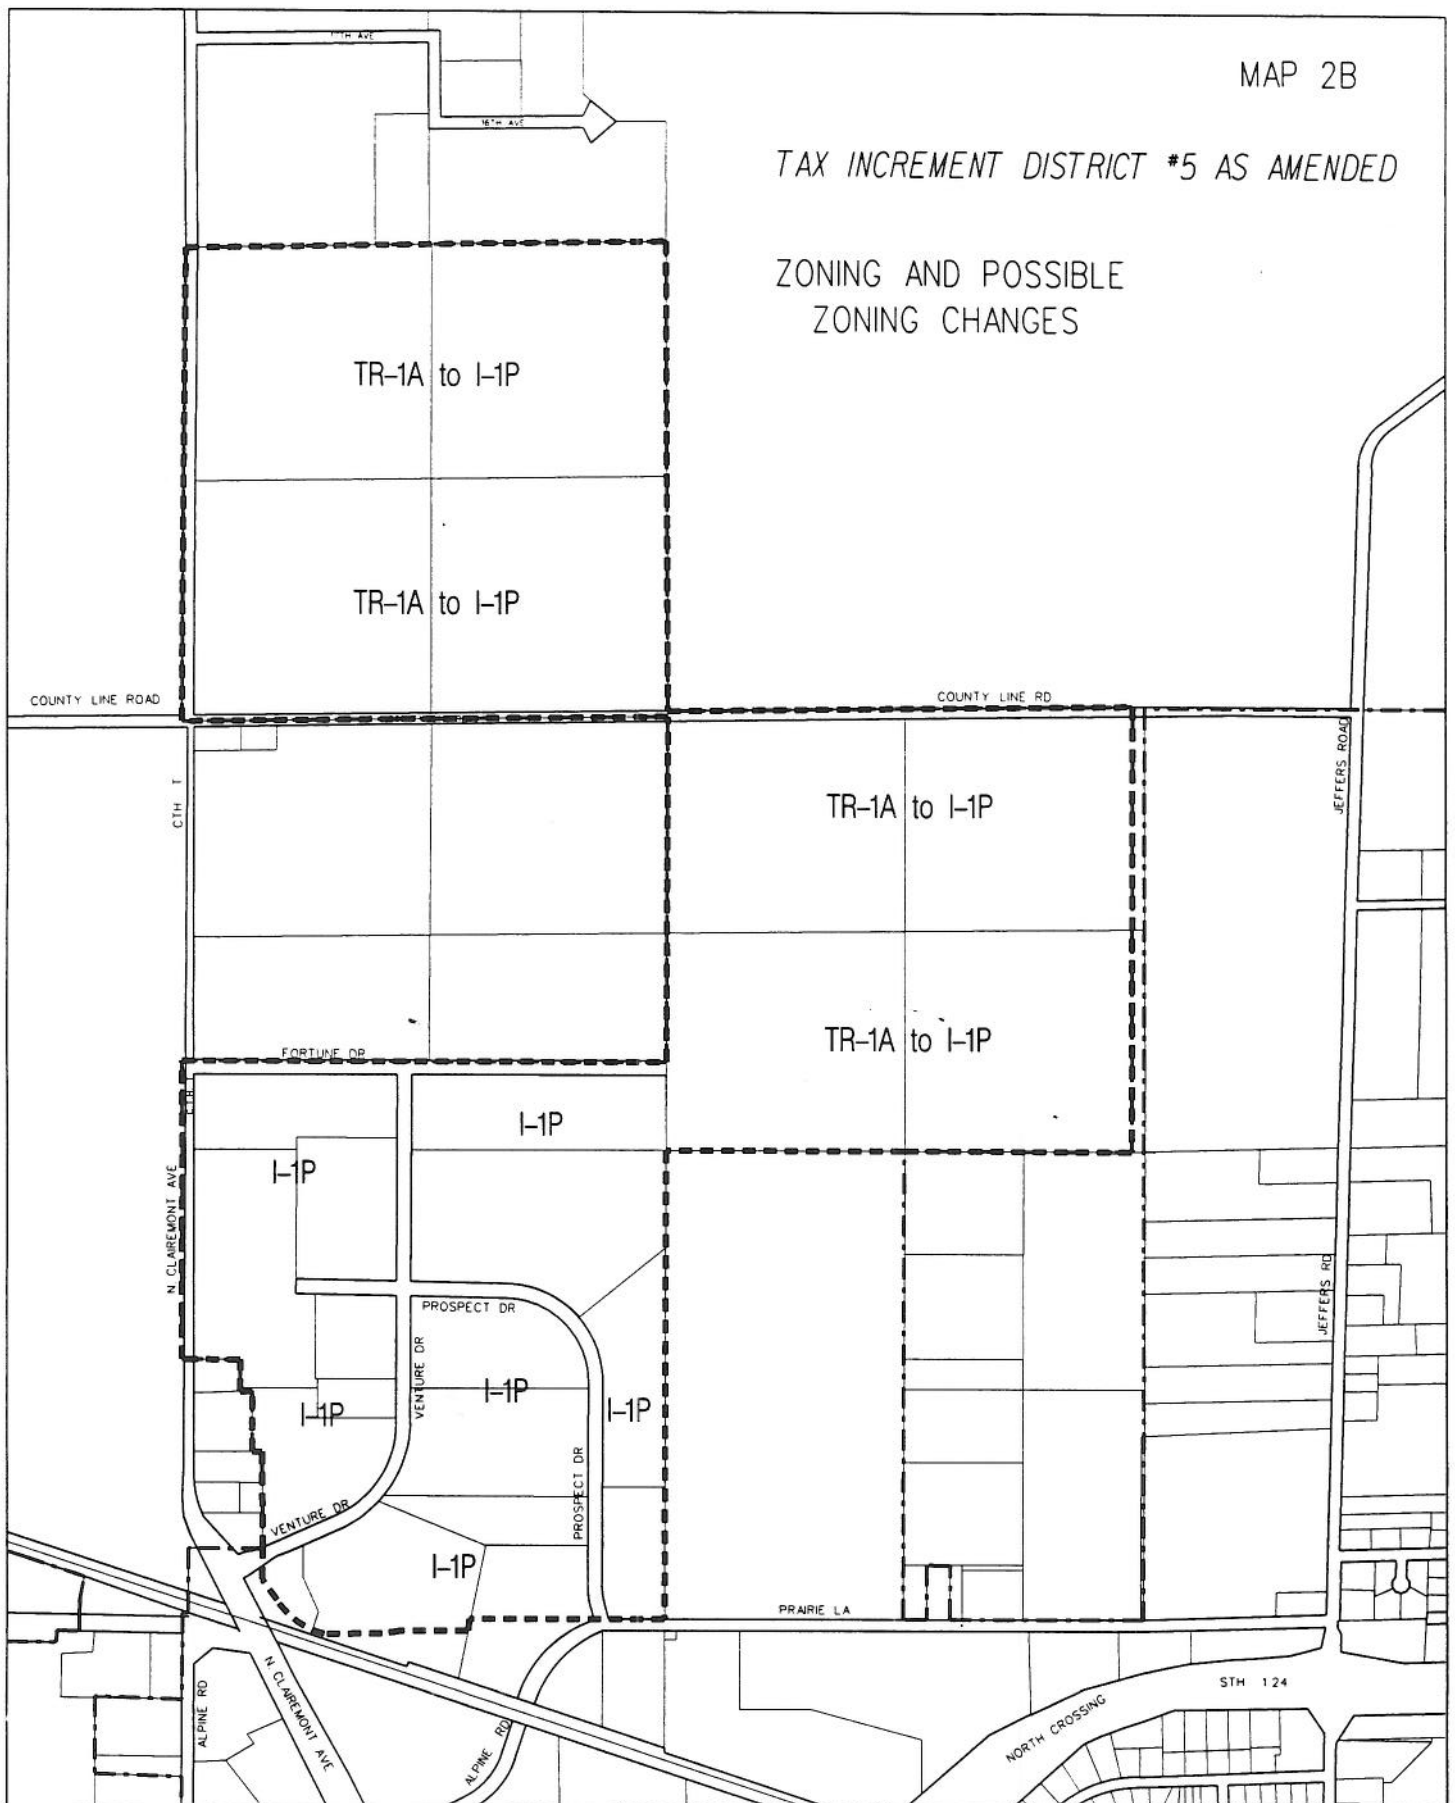 17TH AVE
MAP 2B
16TH AVE
TAX INCREMENT DISTRICT #5 AS AMENDED
ZONING AND POSSIBLE
ZONING CHANGES
TR-1A to I-1P
TR-1A to I-1P
COUNTY LINE ROAD
COUNTY LINE RD
JEFFERS ROAD
CTH T
TR-1A to I-1P
TR-1A to I-1P
FORTUNE DR
CTH
I-1P
I-1P
N CLAIREMONT AVE
PROSPECT DR
JEFFERS RD
VENTURE DR
I-1P
I-1P
I-1P
PROSPECT DR
VENTURE DR
I-1P
PRAIRIE LA
N. CLAIREMONT AVE
ALPINE RD
ALPINE RD
STH 124
NORTH CROSSING